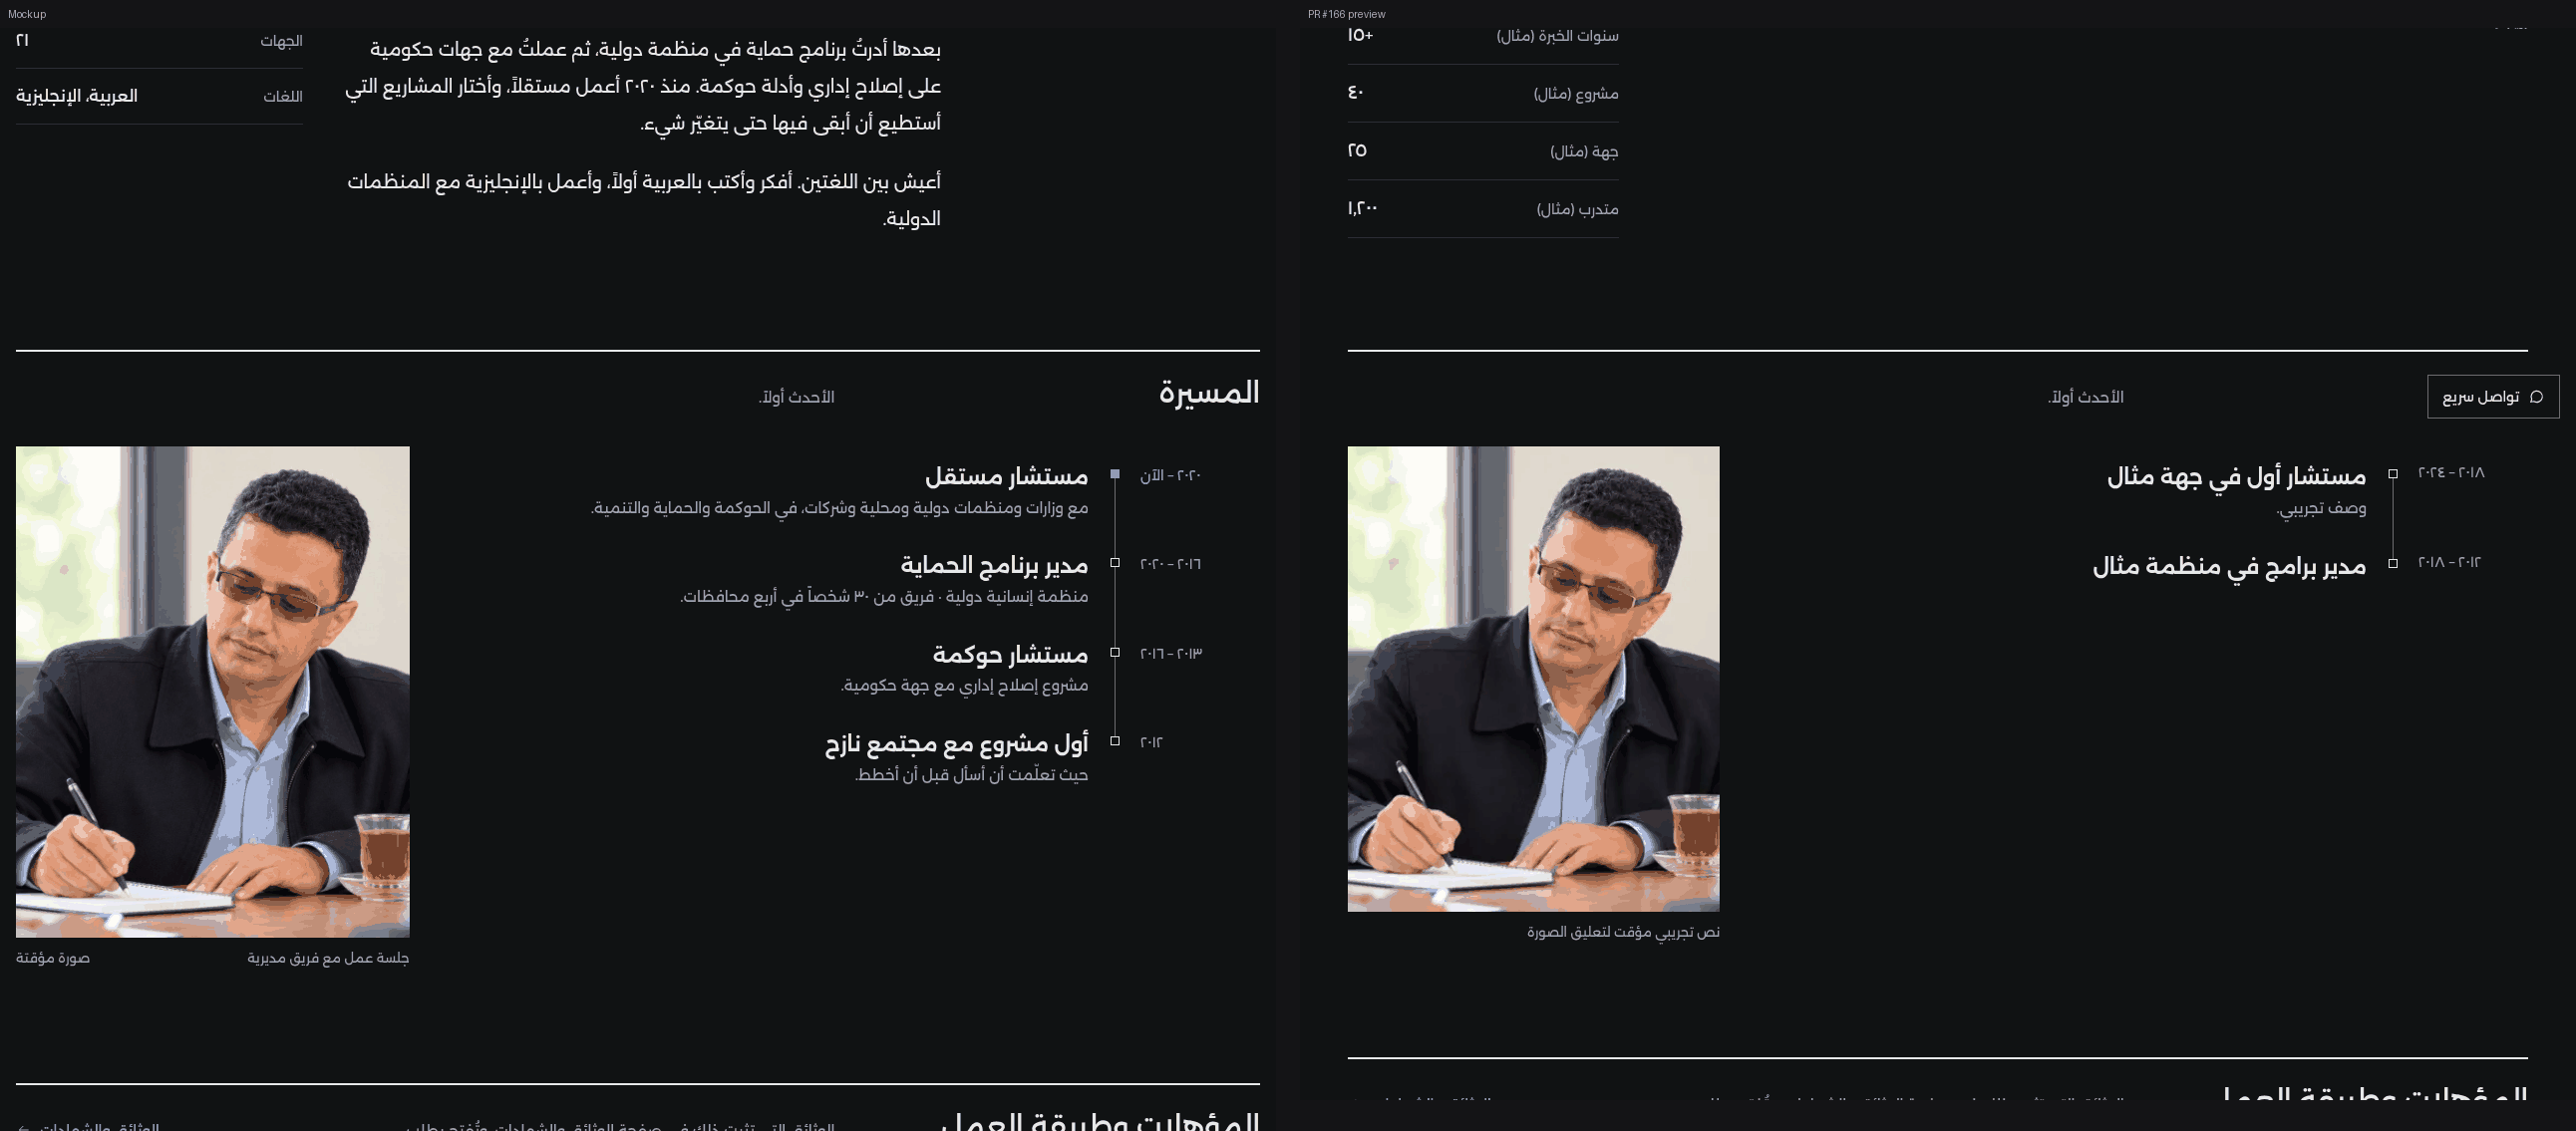 Mockup
الجهات
٢١
اللغات
العربية، الإنجليزية
بعدها أدرتُ برنامج حماية في منظمة دولية، ثم عملتُ مع جهات حكومية
على إصلاح إداري وأدلة حوكمة. منذ ٢٠٢٠ أعمل مستقلاً، وأختار المشاريع التي
أستطيع أن أبقى فيها حتى يتغيّر شيء.
أعيش بين اللغتين. أفكر وأكتب بالعربية أولاً، وأعمل بالإنجليزية مع المنظمات
الدولية.
المسيرة
الأحدث أولاً.
٢٠٢٠ – الآن
مستشار مستقل
مع وزارات ومنظمات دولية ومحلية وشركات، في الحوكمة والحماية والتنمية.
٢٠١٦ – ٢٠٢٠
مدير برنامج الحماية
منظمة إنسانية دولية · فريق من ٣٠ شخصاً في أربع محافظات.
٢٠١٣ – ٢٠١٦
مستشار حوكمة
مشروع إصلاح إداري مع جهة حكومية.
٢٠١٢
أول مشروع مع مجتمع نازح
حيث تعلّمت أن أسأل قبل أن أخطط.
جلسة عمل مع فريق مديرية
صورة مؤقتة
المؤهلات وطريقة العمل
PR #166 preview
سنوات الخبرة (مثال)
+١٥
مشروع (مثال)
٤٠
جهة (مثال)
٢٥
متدرب (مثال)
١,٢٠٠
تواصل سريع
الأحدث أولاً.
٢٠١٨ – ٢٠٢٤
مستشار أول في جهة مثال
وصف تجريبي.
٢٠١٢ – ٢٠١٨
مدير برامج في منظمة مثال
نص تجريبي مؤقت لتعليق الصورة
المؤهلات وطريقة العمل